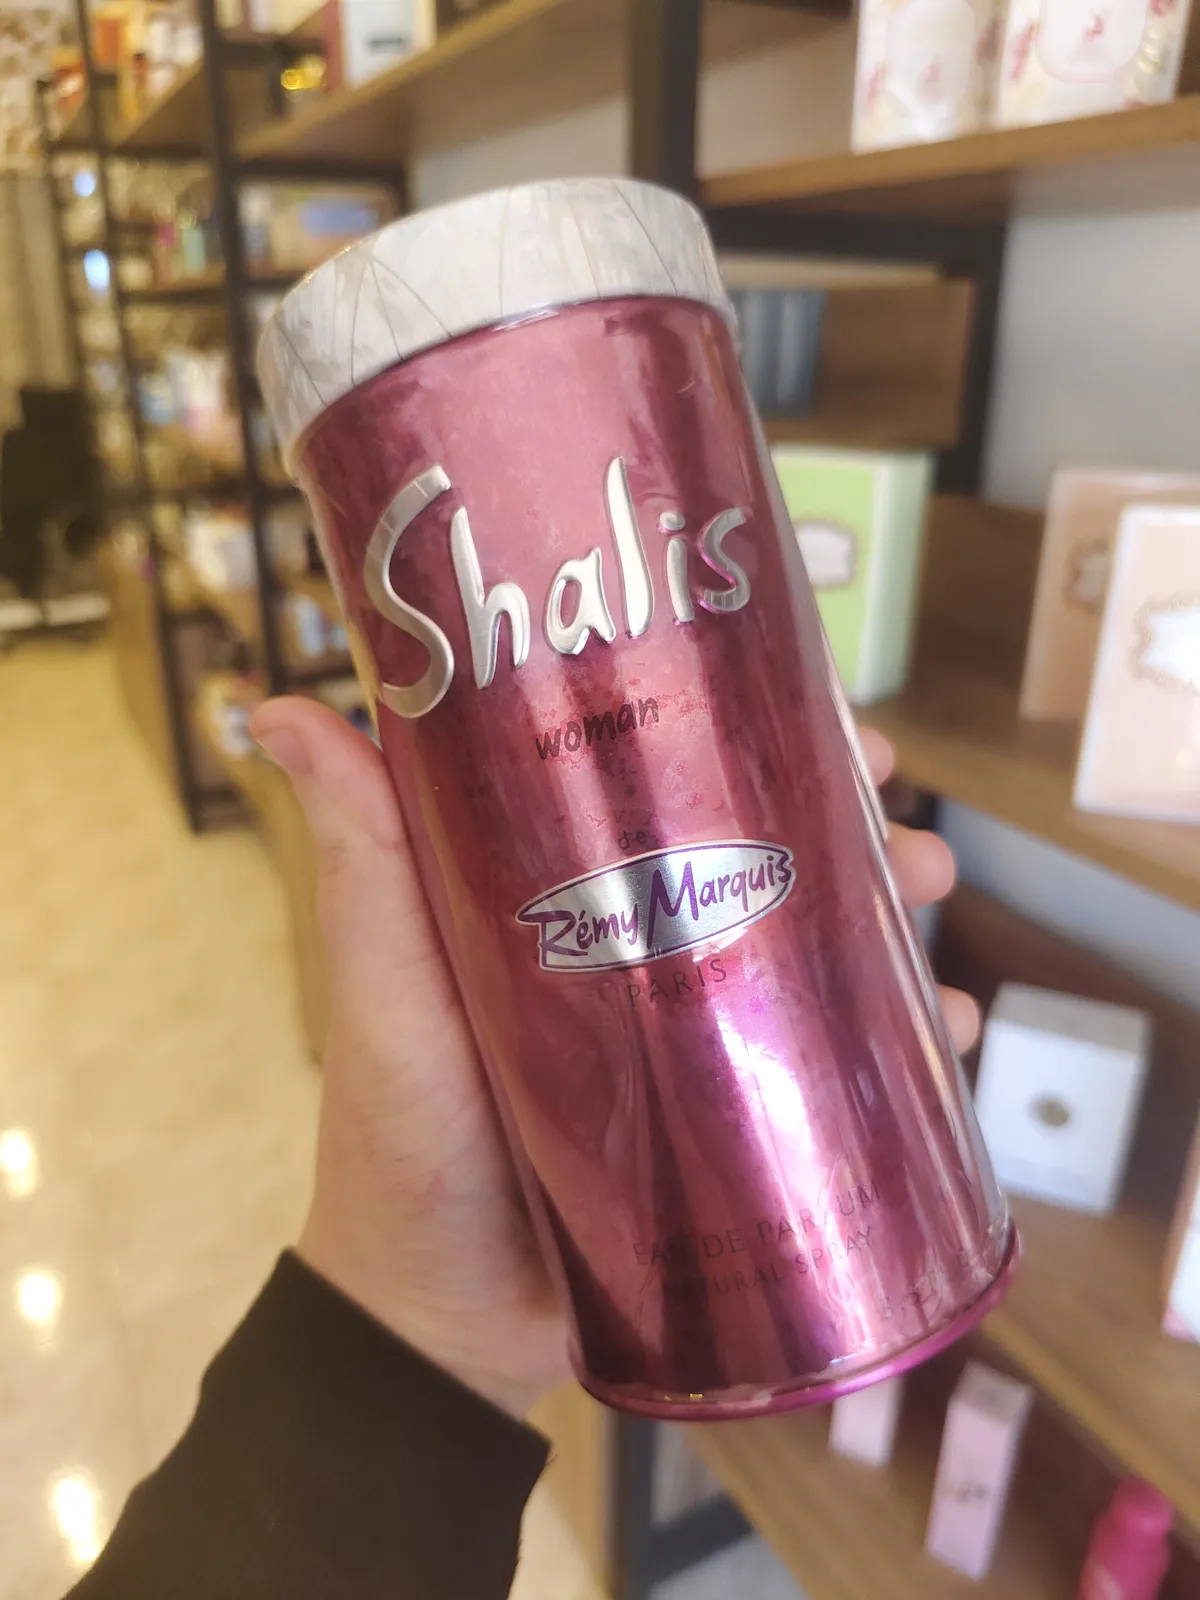 Shalis
woman
de
Rémy Marquis
PARIS
EAU DE PARFUM
NATURAL SPRAY